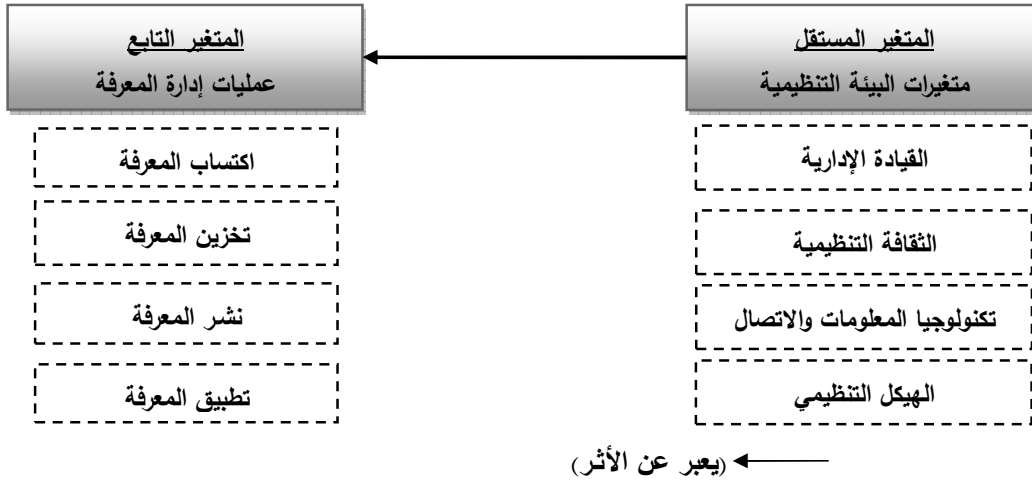 المتغير المستقل
متغيرات البيئة التنظيمية
القيادة الإدارية
الثقافة التنظيمية
تكنولوجيا المعلومات والاتصال
الهيكل التنظيمي
المتغير التابع
عمليات إدارة المعرفة
اكتساب المعرفة
تخزين المعرفة
نشر المعرفة
تطبيق المعرفة
(يعبر عن الأثر)